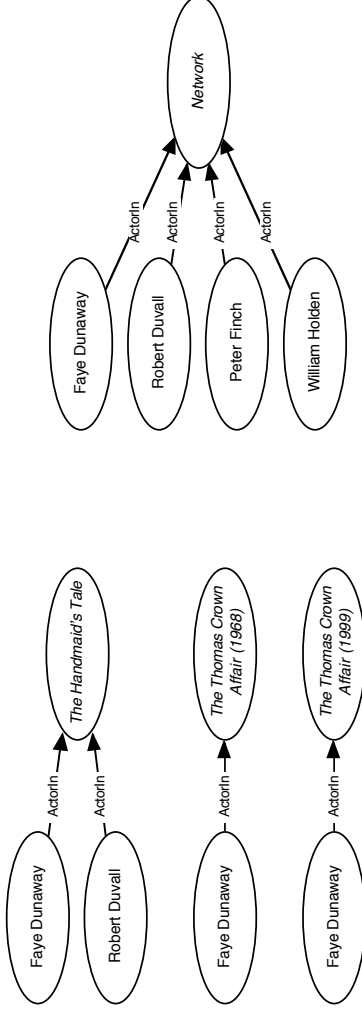 Faye Dunaway
ActorIn
Robert Duvall
ActorIn
The Handmaid's Tale
Faye Dunaway
ActorIn
The Thomas Crown
Affair (1968)
Faye Dunaway
ActorIn
The Thomas Crown
Affair (1999)
Faye Dunaway
ActorIn
Robert Duvall
ActorIn
Peter Finch
ActorIn
William Holden
ActorIn
Network